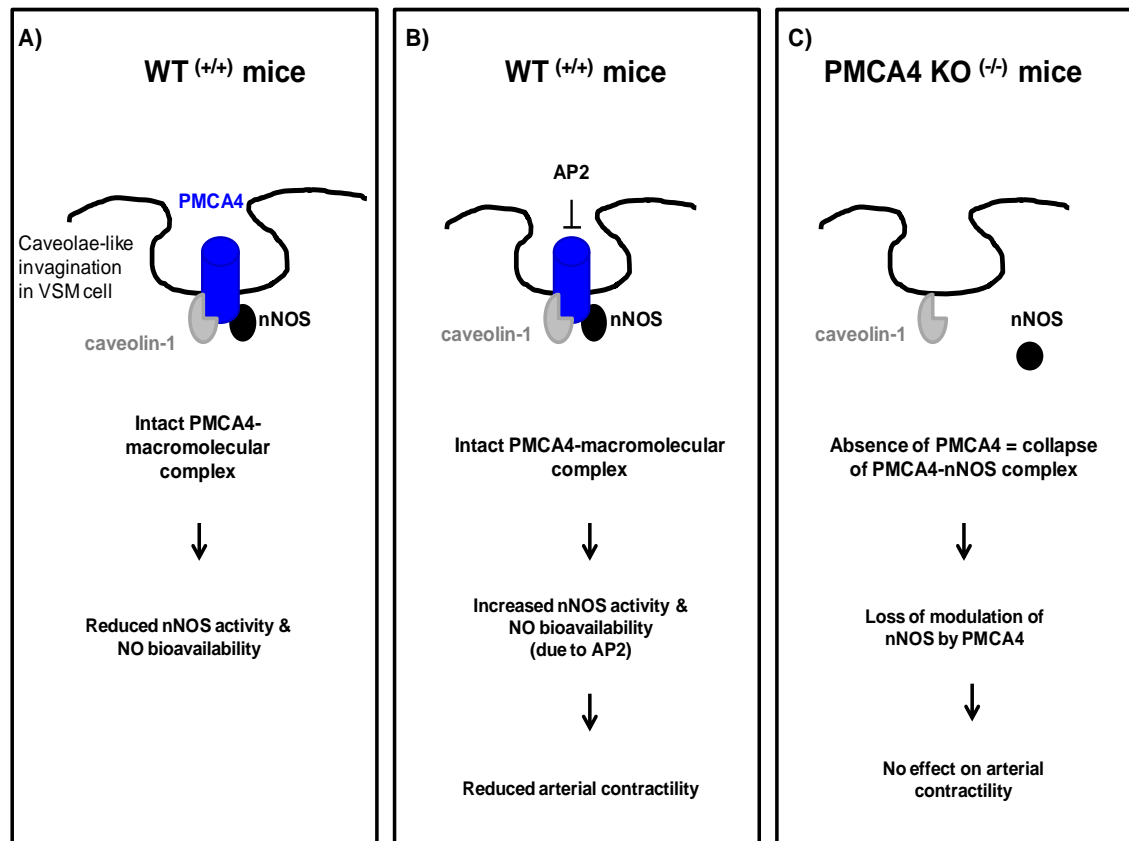 A)
WT (+/+) mice
PMCA4
Caveolae-like
invagination
in VSM cell
nNOS
caveolin-1
Intact PMCA4-
macromolecular
complex
Reduced nNOS activity &
NO bioavailability
B)
WT (+/+) mice
AP2
nNOS
caveolin-1
Intact PMCA4-macromolecular
complex
Increased nNOS activity &
NO bioavailability
(due to AP2)
Reduced arterial contractility
C)
PMCA4 KO (-/-) mice
caveolin-1
nNOS
Absence of PMCA4 = collapse
of PMCA4-nNOS complex
Loss of modulation of
nNOS by PMCA4
No effect on arterial
contractility